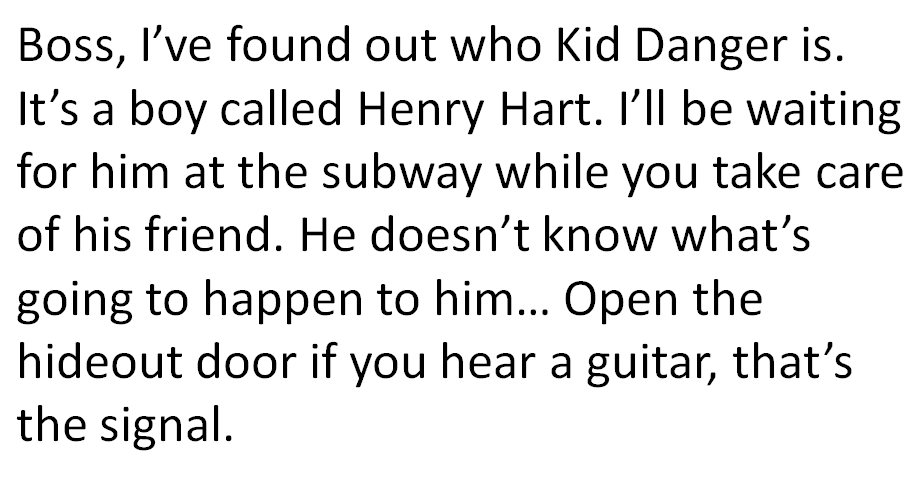 Boss, I’ve found out who Kid Danger is.
It’s a boy called Henry Hart. I’ll be waiting
for him at the subway while you take care
of his friend. He doesn’t know what’s
going to happen to him… Open the
hideout door if you hear a guitar, that’s
the signal.